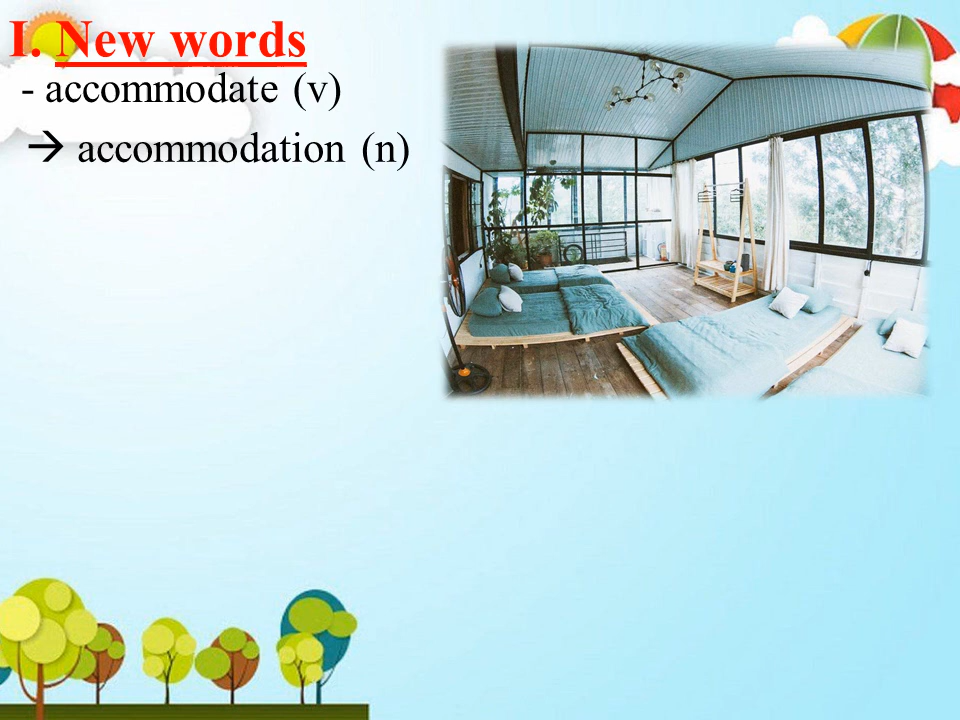 I. New words
- accommodate (v)
→ accommodation (n)